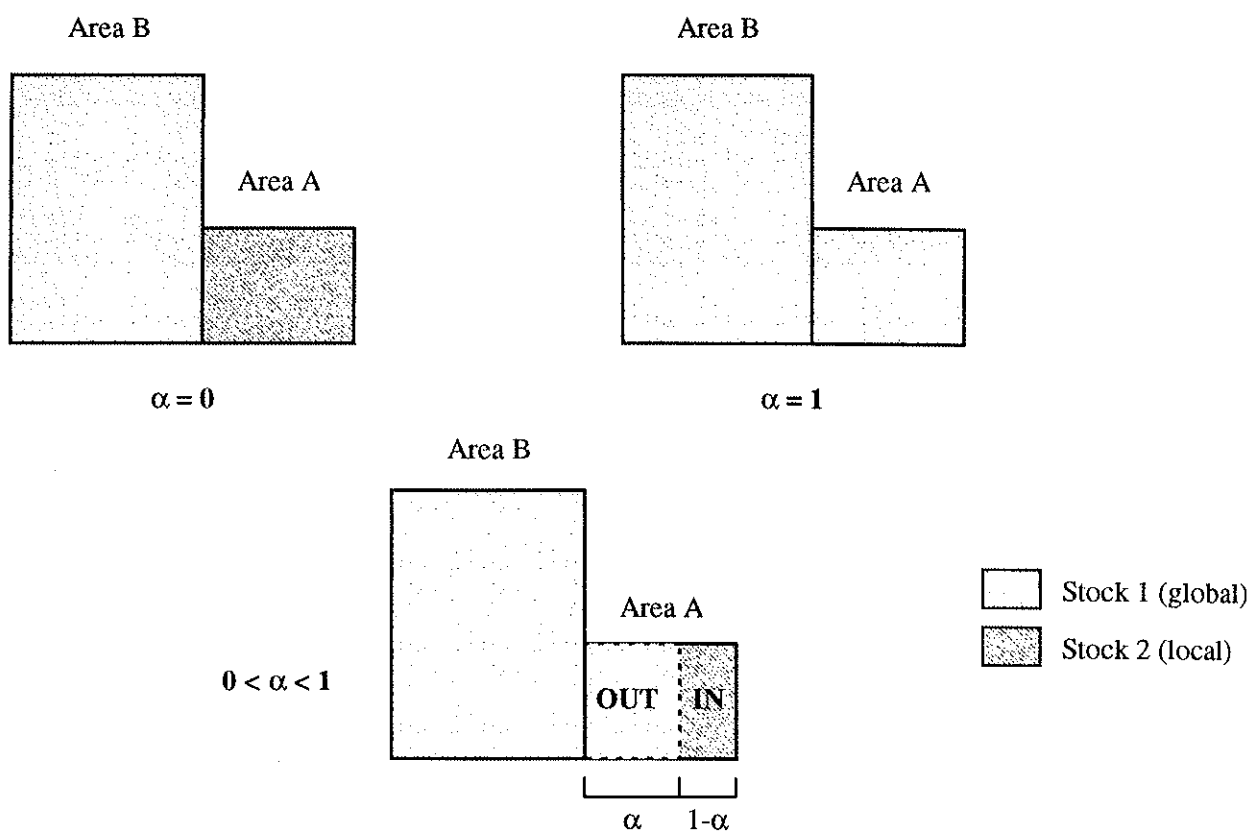 Area B
Area A
α = 0
Area B
Area A
α = 1
Area B
Area A
0 < α < 1
OUT IN
α 1-α
Stock 1 (global)
Stock 2 (local)